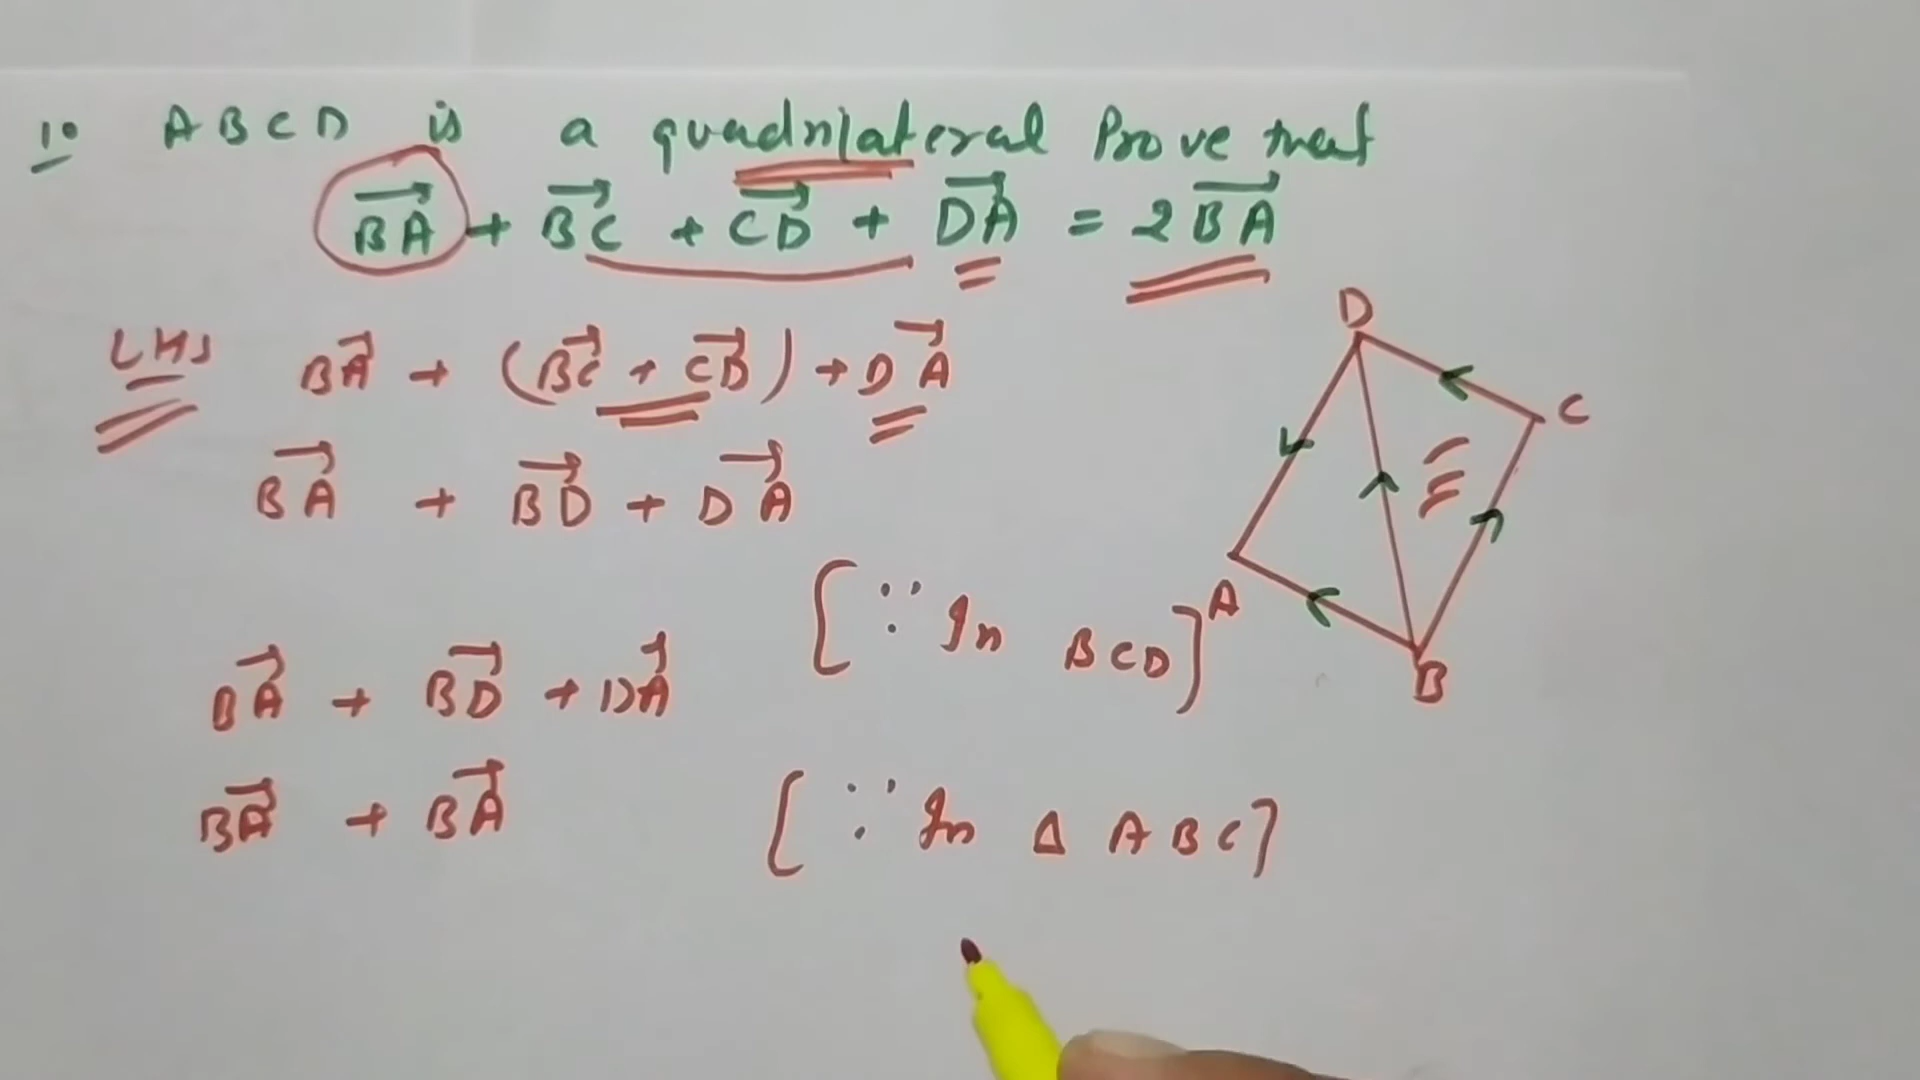 10 ABCD is a quadrilateral Prove that
BA + BC + CD + DA = 2BA
LHS BA + (BC + CD) + DA
BA + BD + DA
[∵ In BCD]
BA + BD + DA
BA + BA [∵ In Δ ABC]
D
C
A
B